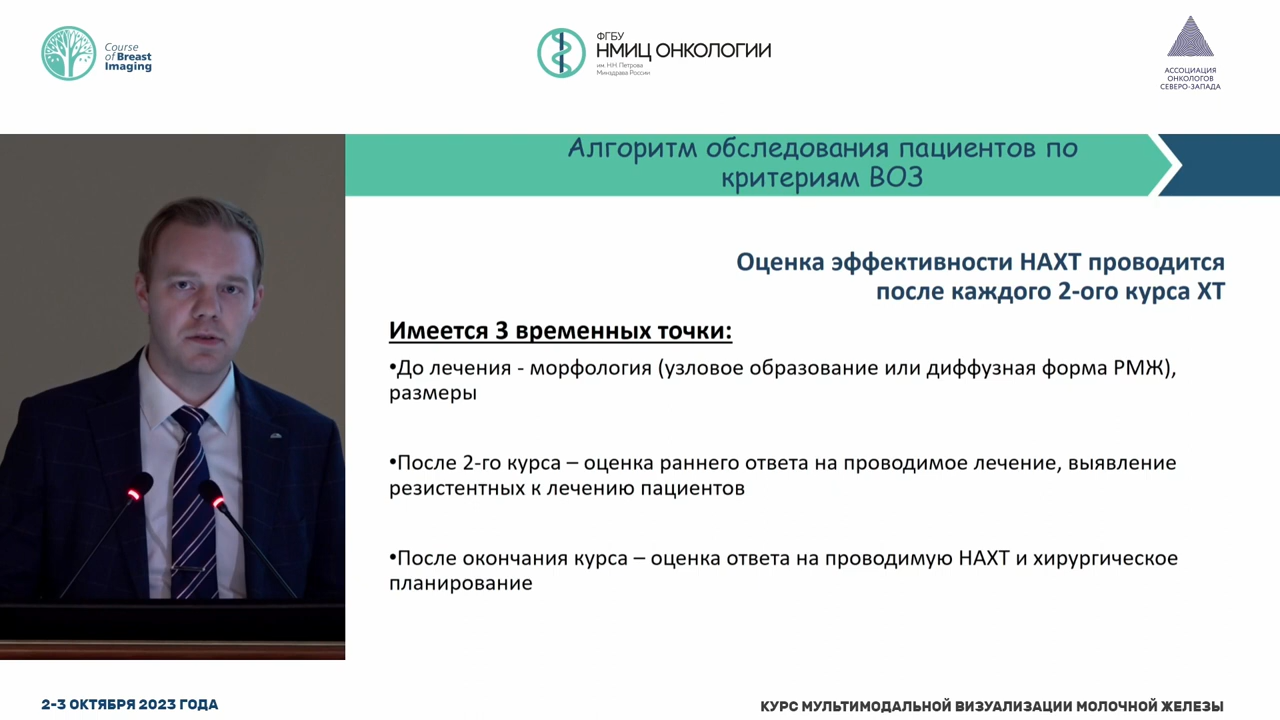 Course
of Breast
Imaging
ФГБУ
НМИЦ ОНКОЛОГИИ
им. Н.Н. Петрова
Минздрава России
АССОЦИАЦИЯ
ОНКОЛОГОВ
СЕВЕРО-ЗАПАДА
Алгоритм обследования пациентов по
критериям ВОЗ
Оценка эффективности НАХТ проводится
после каждого 2-ого курса ХТ
Имеется 3 временных точки:
•До лечения - морфология (узловое образование или диффузная форма РМЖ),
размеры
•После 2-го курса – оценка раннего ответа на проводимое лечение, выявление
резистентных к лечению пациентов
•После окончания курса – оценка ответа на проводимую НАХТ и хирургическое
планирование
2-3 ОКТЯБРЯ 2023 ГОДА
КУРС МУЛЬТИМОДАЛЬНОЙ ВИЗУАЛИЗАЦИИ МОЛОЧНОЙ ЖЕЛЕЗЫ